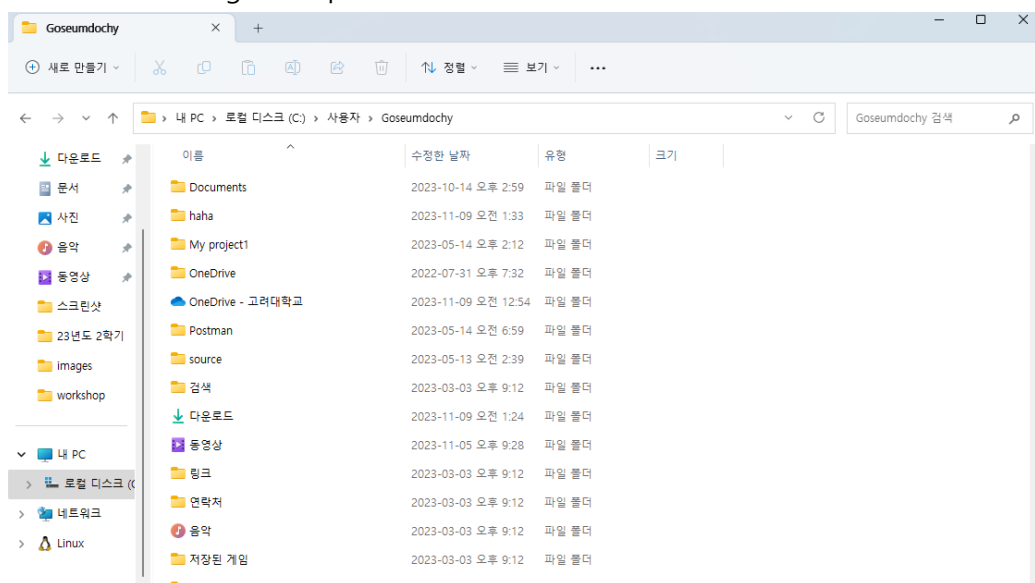 Goseumdochy
새로 만들기
정렬
보기
내 PC > 로컬 디스크 (C:) > 사용자 > Goseumdochy
Goseumdochy 검색
이름 수정한 날짜 유형 크기
다운로드
문서
사진
음악
동영상
스크린샷
23년도 2학기
images
workshop
내 PC
로컬 디스크 (C
네트워크
Linux
Documents 2023-10-14 오후 2:59 파일 폴더
haha 2023-11-09 오전 1:33 파일 폴더
My project1 2023-05-14 오후 2:12 파일 폴더
OneDrive 2022-07-31 오후 7:32 파일 폴더
OneDrive - 고려대학교 2023-11-09 오전 12:54 파일 폴더
Postman 2023-05-14 오후 6:59 파일 폴더
source 2023-05-13 오후 2:39 파일 폴더
검색 2023-03-03 오후 9:12 파일 폴더
다운로드 2023-11-09 오전 1:24 파일 폴더
동영상 2023-11-05 오후 9:28 파일 폴더
링크 2023-03-03 오후 9:12 파일 폴더
연락처 2023-03-03 오후 9:12 파일 폴더
음악 2023-03-03 오후 9:12 파일 폴더
저장된 게임 2023-03-03 오후 9:12 파일 폴더